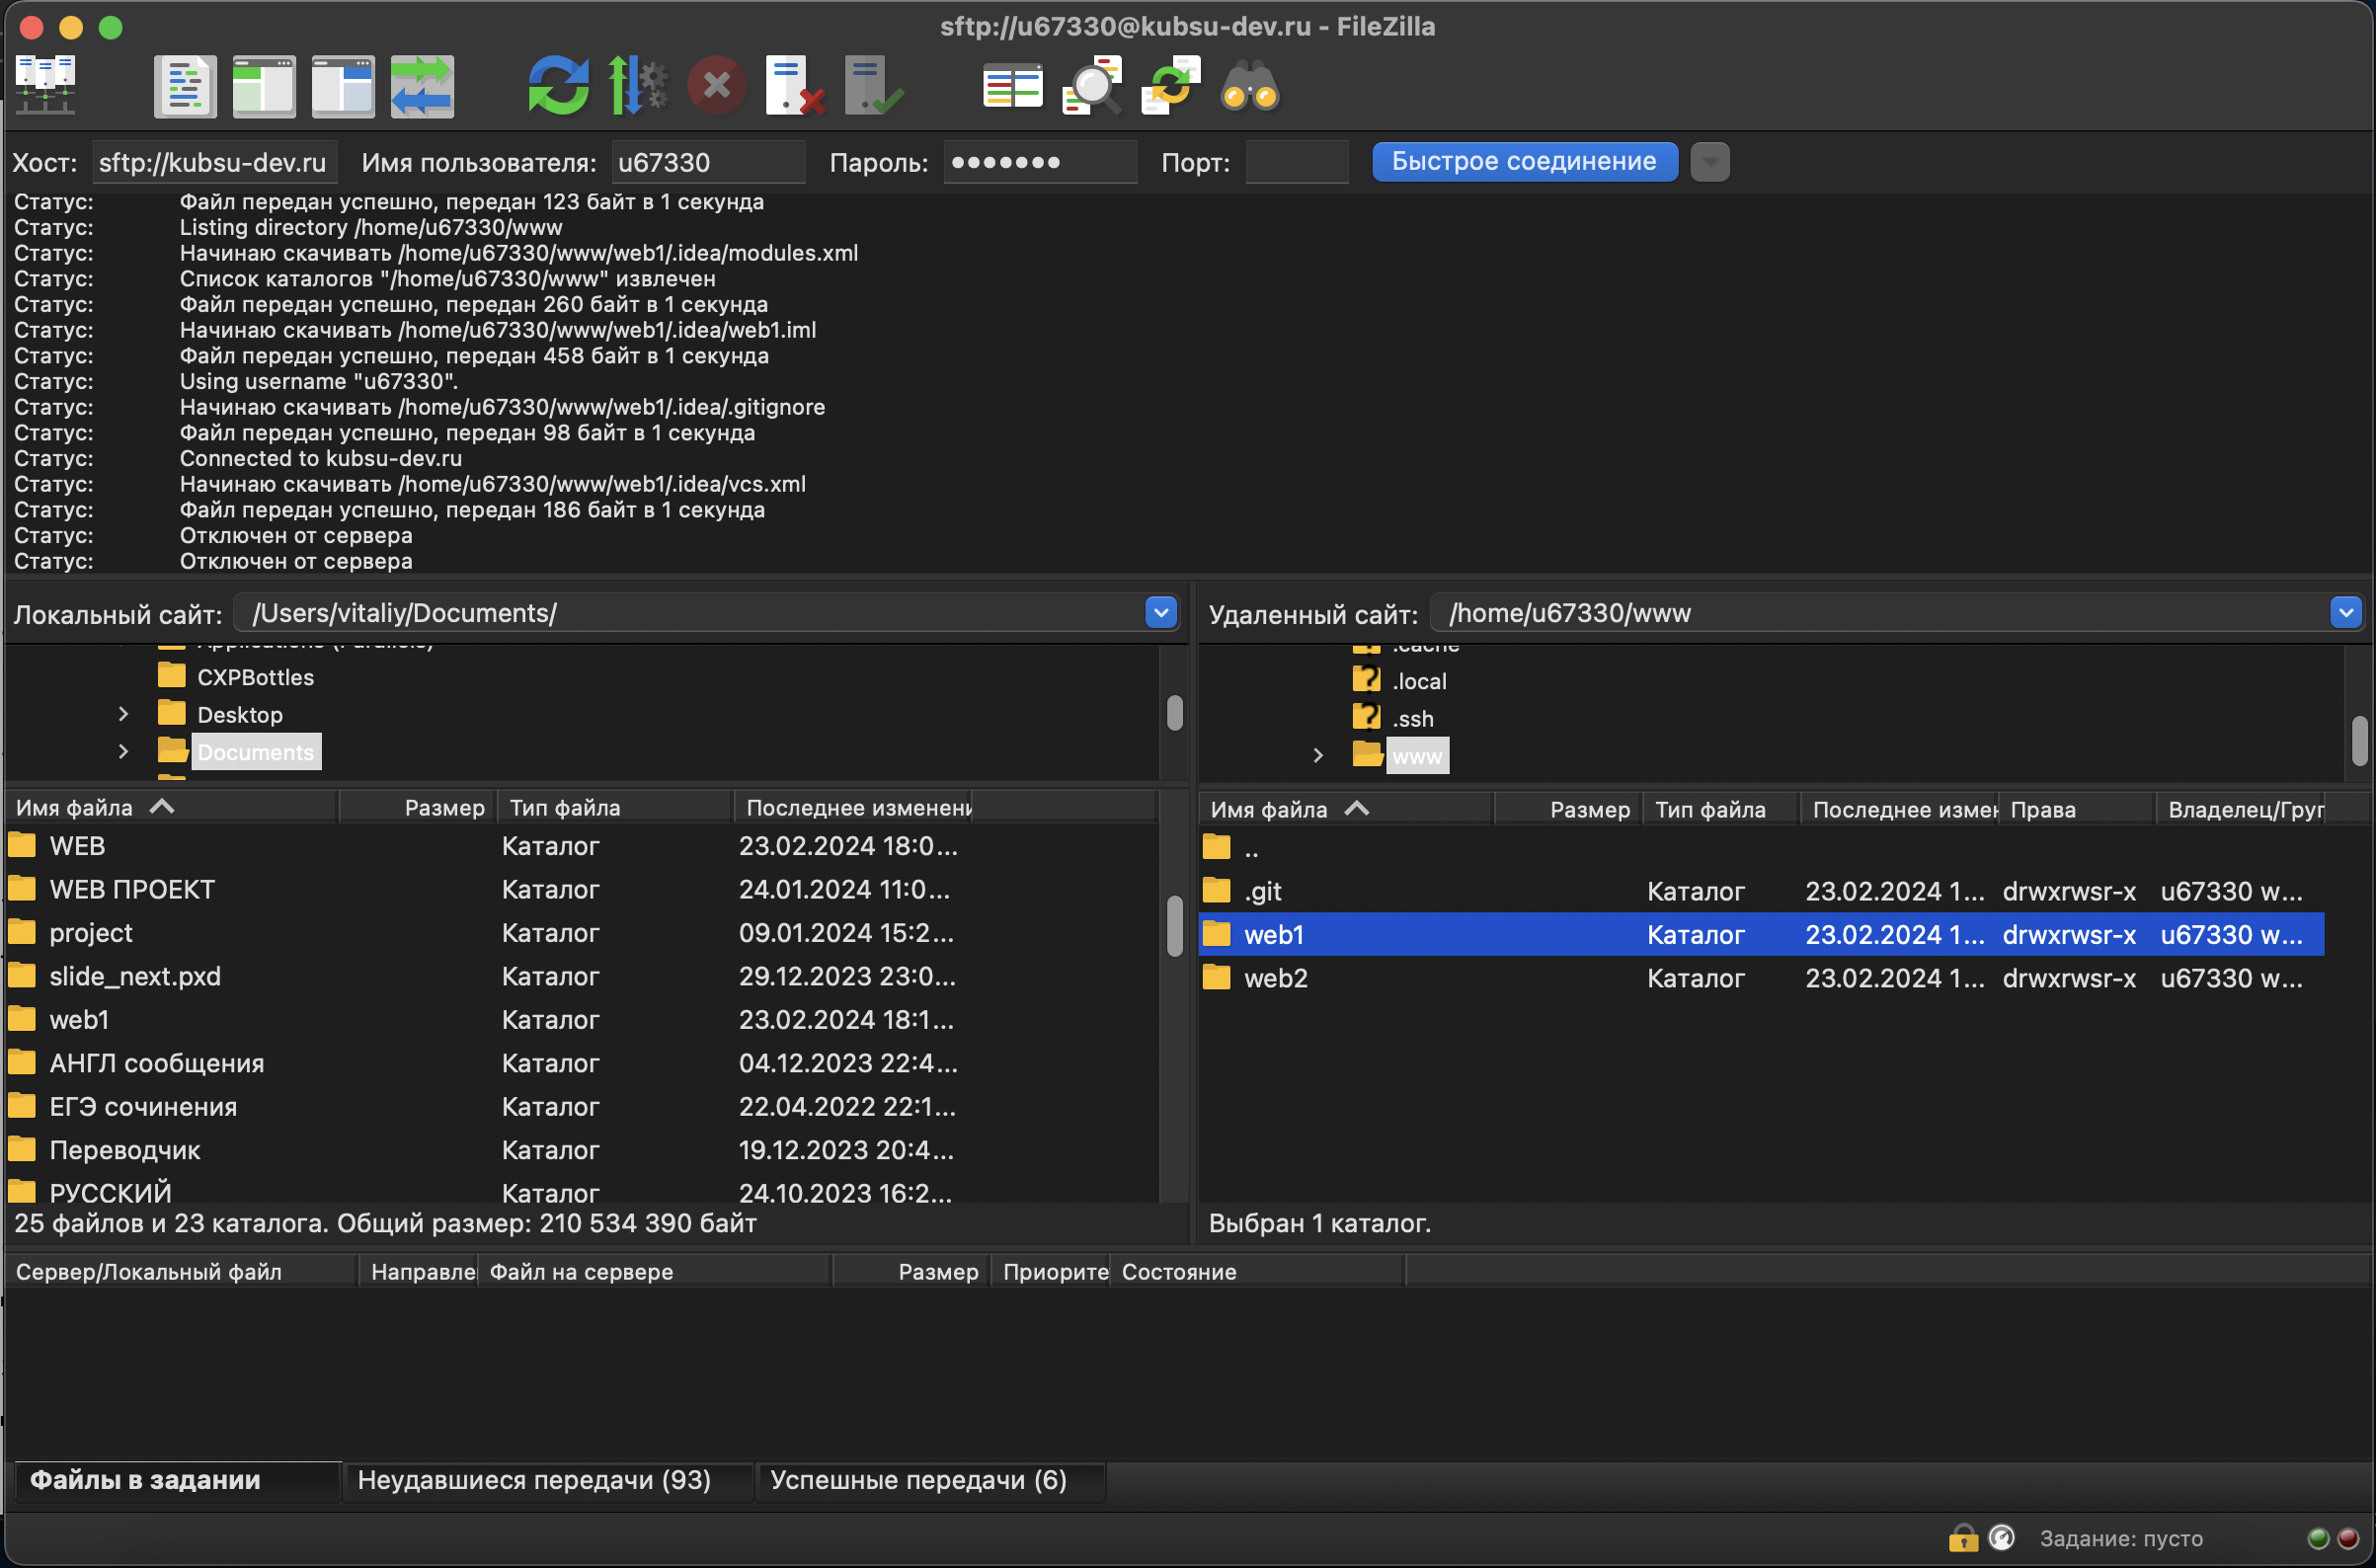 sftp://u67330@kubsu-dev.ru - FileZilla
Хост: sftp://kubsu-dev.ru Имя пользователя: u67330 Пароль: ●●●●●●● Порт: Быстрое соединение
Статус: Файл передан успешно, передан 123 байт в 1 секунда
Статус: Listing directory /home/u67330/www
Статус: Начинаю скачивать /home/u67330/www/web1/.idea/modules.xml
Статус: Список каталогов "/home/u67330/www" извлечен
Статус: Файл передан успешно, передан 260 байт в 1 секунда
Статус: Начинаю скачивать /home/u67330/www/web1/.idea/web1.iml
Статус: Файл передан успешно, передан 458 байт в 1 секунда
Статус: Using username "u67330".
Статус: Начинаю скачивать /home/u67330/www/web1/.idea/.gitignore
Статус: Файл передан успешно, передан 98 байт в 1 секунда
Статус: Connected to kubsu-dev.ru
Статус: Начинаю скачивать /home/u67330/www/web1/.idea/vcs.xml
Статус: Файл передан успешно, передан 186 байт в 1 секунда
Статус: Отключен от сервера
Статус: Отключен от сервера
Локальный сайт: /Users/vitaliy/Documents/
Applications (Parallels)
CXPBottles
Desktop
Documents
Имя файла Размер Тип файла Последнее изменени
WEB Каталог 23.02.2024 18:0...
WEB ПРОЕКТ Каталог 24.01.2024 11:0...
project Каталог 09.01.2024 15:2...
slide_next.pxd Каталог 29.12.2023 23:0...
web1 Каталог 23.02.2024 18:1...
АНГЛ сообщения Каталог 04.12.2023 22:4...
ЕГЭ сочинения Каталог 22.04.2022 22:1...
Переводчик Каталог 19.12.2023 20:4...
РУССКИЙ Каталог 24.10.2023 16:2...
25 файлов и 23 каталога. Общий размер: 210 534 390 байт
Удаленный сайт: /home/u67330/www
.cache
.local
.ssh
www
Имя файла Размер Тип файла Последнее измен Права Владелец/Груп
..
.git Каталог 23.02.2024 1... drwxrwsr-x u67330 w...
web1 Каталог 23.02.2024 1... drwxrwsr-x u67330 w...
web2 Каталог 23.02.2024 1... drwxrwsr-x u67330 w...
Выбран 1 каталог.
Сервер/Локальный файл Направле Файл на сервере Размер Приорите Состояние
Файлы в задании Неудавшиеся передачи (93) Успешные передачи (6)
Задание: пусто